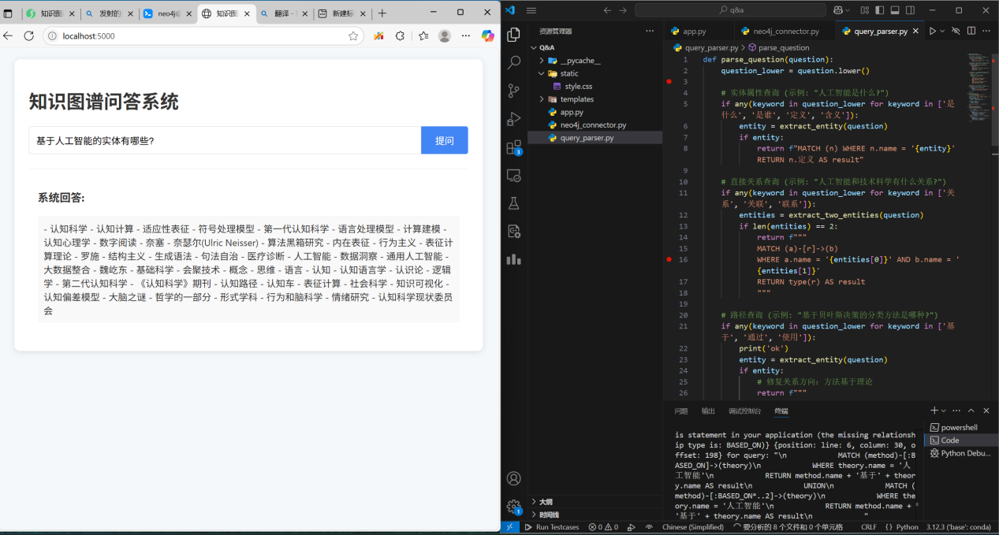 知识图
发射的
neo4j
知识图
翻译 -
新建标
localhost:5000
知识图谱问答系统
基于人工智能的实体有哪些?
提问
系统回答:
- 认知科学 - 认知计算 - 适应性表征 - 符号处理模型 - 第一代认知科学 - 语言处理模型 - 计算建模 -
认知心理学 - 数字阅读 - 奈塞 - 奈瑟尔(Ulric Neisser) - 算法黑箱研究 - 内在表征 - 行为主义 - 表征计
算理论 - 罗施 - 结构主义 - 生成语法 - 句法自治 - 医疗诊断 - 人工智能 - 数据洞察 - 通用人工智能 -
大数据整合 - 魏屹东 - 基础科学 - 会聚技术 - 概念 - 思维 - 语言 - 认知 - 认知语言学 - 认识论 - 逻辑
学 - 第二代认知科学 - 《认知科学》期刊 - 认知路径 - 认知车 - 表征计算 - 社会科学 - 知识可视化 -
认知偏差模型 - 大脑之谜 - 哲学的一部分 - 形式学科 - 行为和脑科学 - 情绪研究 - 认知科学现状委员
会
q&a
资源管理器
Q&A
__pycache__
static
style.css
templates
app.py
neo4j_connector.py
query_parser.py
大纲
时间线
app.py
neo4j_connector.py
query_parser.py
query_parser.py > parse_question
1 def parse_question(question):
2 question_lower = question.lower()
3
4 # 实体属性查询 (示例: "人工智能是什么?")
5 if any(keyword in question_lower for keyword in ['是
什么', '是谁', '定义', '含义']):
6 entity = extract_entity(question)
7 if entity:
8 return f"MATCH (n) WHERE n.name = '{entity}'
RETURN n.定义 AS result"
9
10 # 直接关系查询 (示例: "人工智能和技术科学有什么关系?")
11 if any(keyword in question_lower for keyword in ['关
系', '关联', '联系']):
12 entities = extract_two_entities(question)
13 if len(entities) == 2:
14 return f"""
15 MATCH (a)-[r]->(b)
16 WHERE a.name = '{entities[0]}' AND b.name = '
{entities[1]}'
17 RETURN type(r) AS result
18 """
19
20 # 路径查询 (示例: "基于贝叶斯决策的分类方法是哪种?")
21 if any(keyword in question_lower for keyword in ['基
于', '通过', '使用']):
22 print('ok')
23 entity = extract_entity(question)
24 if entity:
25 # 修复关系方向: 方法基于理论
26 return f"""
问题
输出
调试控制台
终端
is statement in your application (the missing relationsh
ip type is: BASED_ON)} {position: line: 6, column: 30, o
ffset: 198} for query: "\n MATCH (method)-[:B
ASED_ON]->(theory)\n WHERE theory.name = '人
工智能'\n RETURN method.name + '基于' + theor
y.name AS result\n UNION\n MATCH (
method)-[:BASED_ON*..2]->(theory)\n WHERE the
ory.name = '人工智能'\n RETURN method.name +
'基于' + theory.name AS result\n "
powershell
Code
Python Debu...
3
1
Run Testcases
0
0
Chinese (Simplified)
要分析的 8 个文件和 0 个单元格
CRLF
{ } Python
3.12.3 ('base': conda)